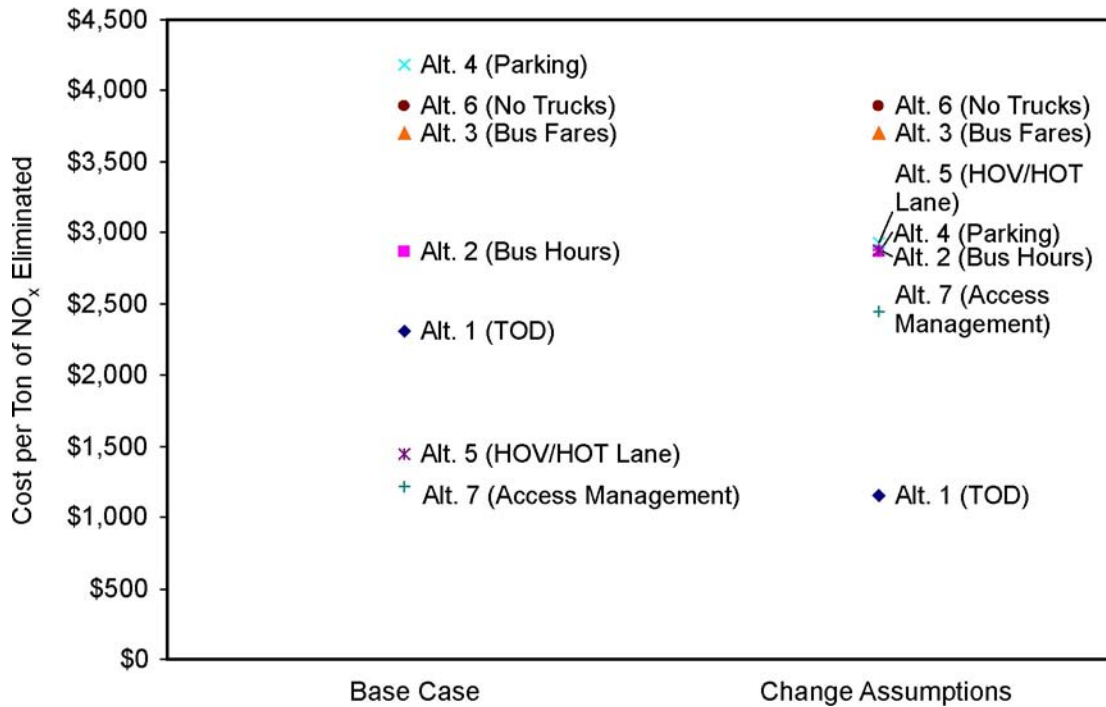 Cost per Ton of NOx Eliminated
$4,500
$4,000
$3,500
$3,000
$2,500
$2,000
$1,500
$1,000
$500
$0
Alt. 4 (Parking)
Alt. 6 (No Trucks)
Alt. 3 (Bus Fares)
Alt. 2 (Bus Hours)
Alt. 1 (TOD)
Alt. 5 (HOV/HOT Lane)
Alt. 7 (Access Management)
Alt. 6 (No Trucks)
Alt. 3 (Bus Fares)
Alt. 5 (HOV/HOT
Lane)
Alt. 4 (Parking)
Alt. 2 (Bus Hours)
Alt. 7 (Access
Management)
Alt. 1 (TOD)
Base Case
Change Assumptions